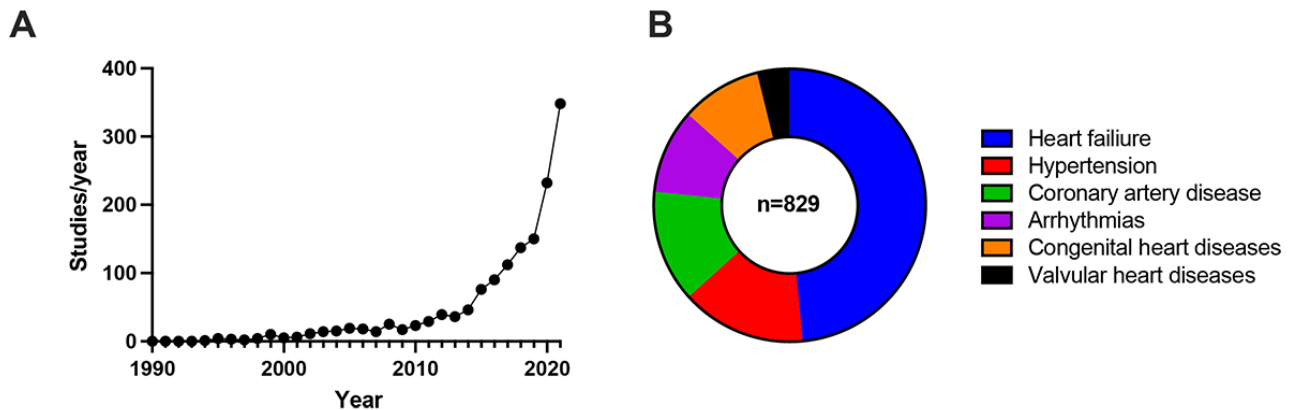 A
B
400
300
200
100
0
Studies/year
1990
2000
2010
2020
Year
n=829
Heart failiure
Hypertension
Coronary artery disease
Arrhythmias
Congenital heart diseases
Valvular heart diseases